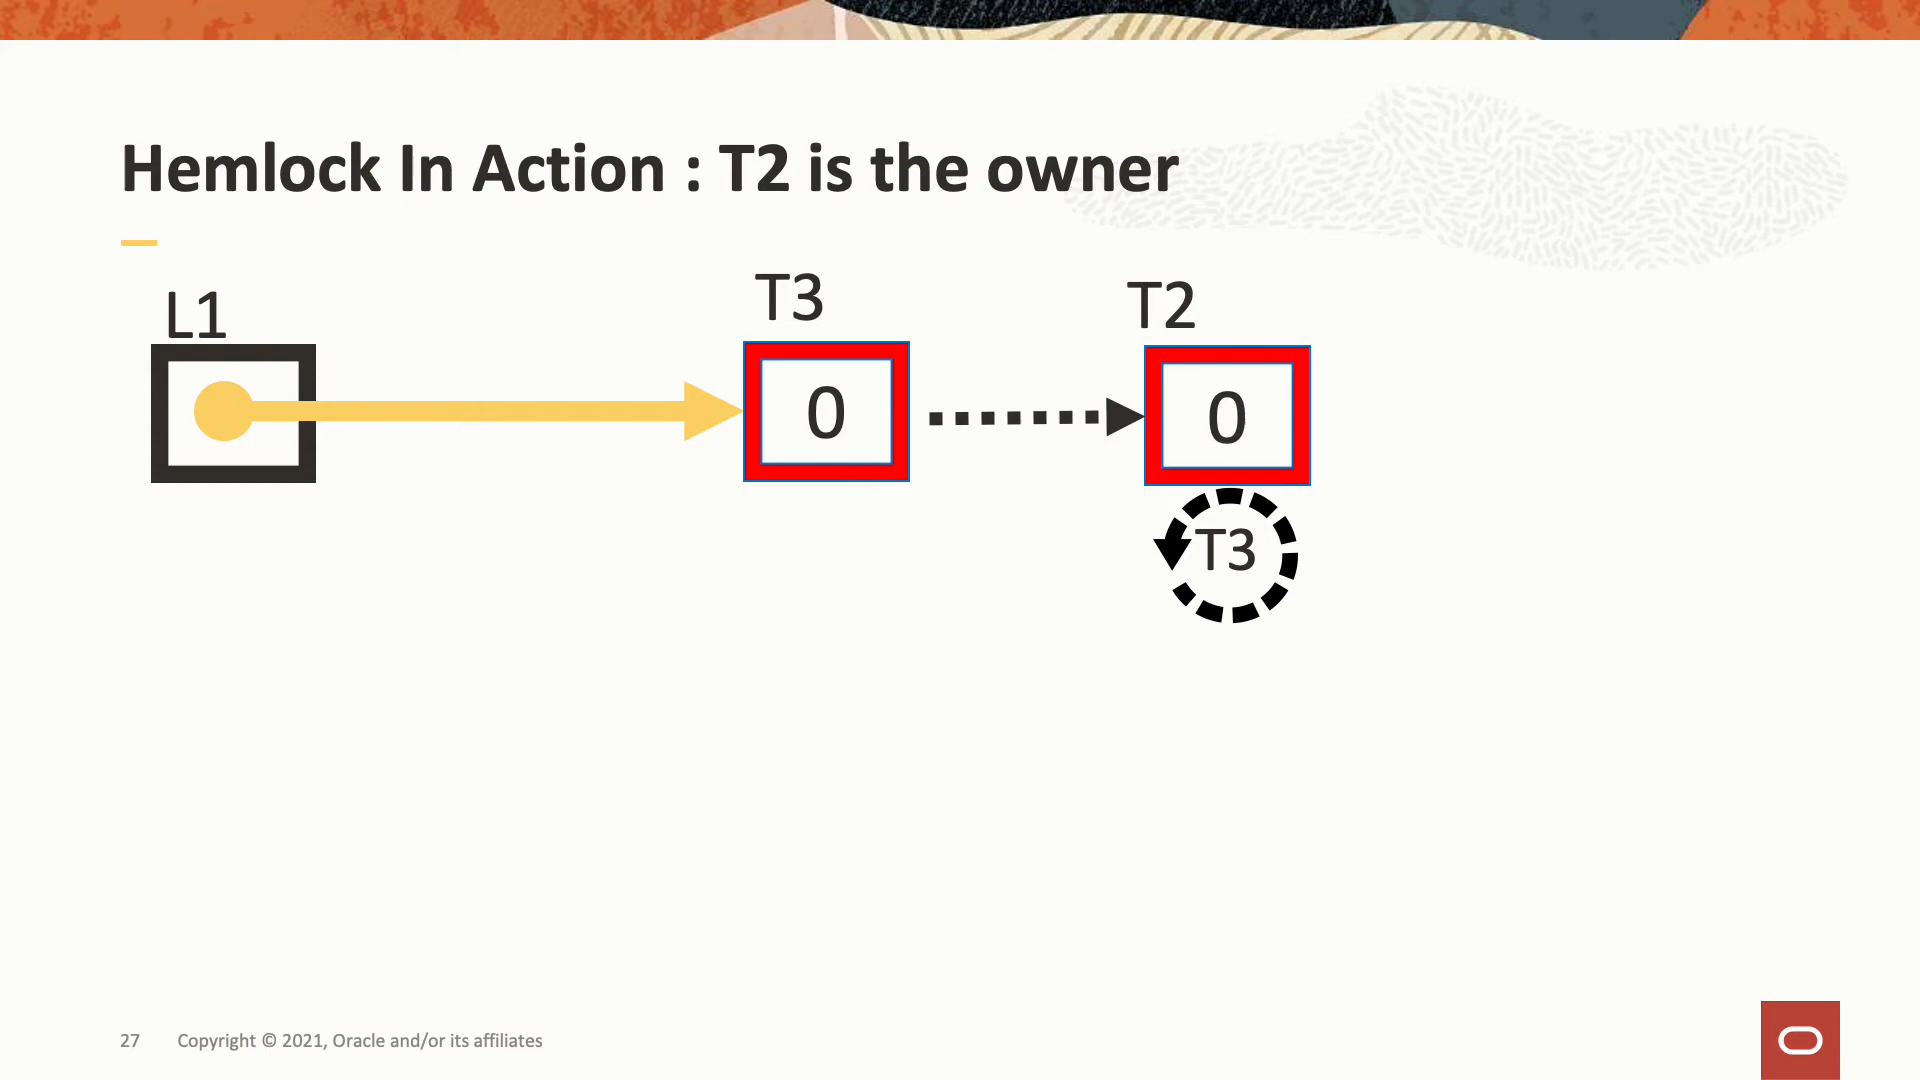 Hemlock In Action : T2 is the owner
L1
T3
T2
0
0
T3
27 Copyright © 2021, Oracle and/or its affiliates